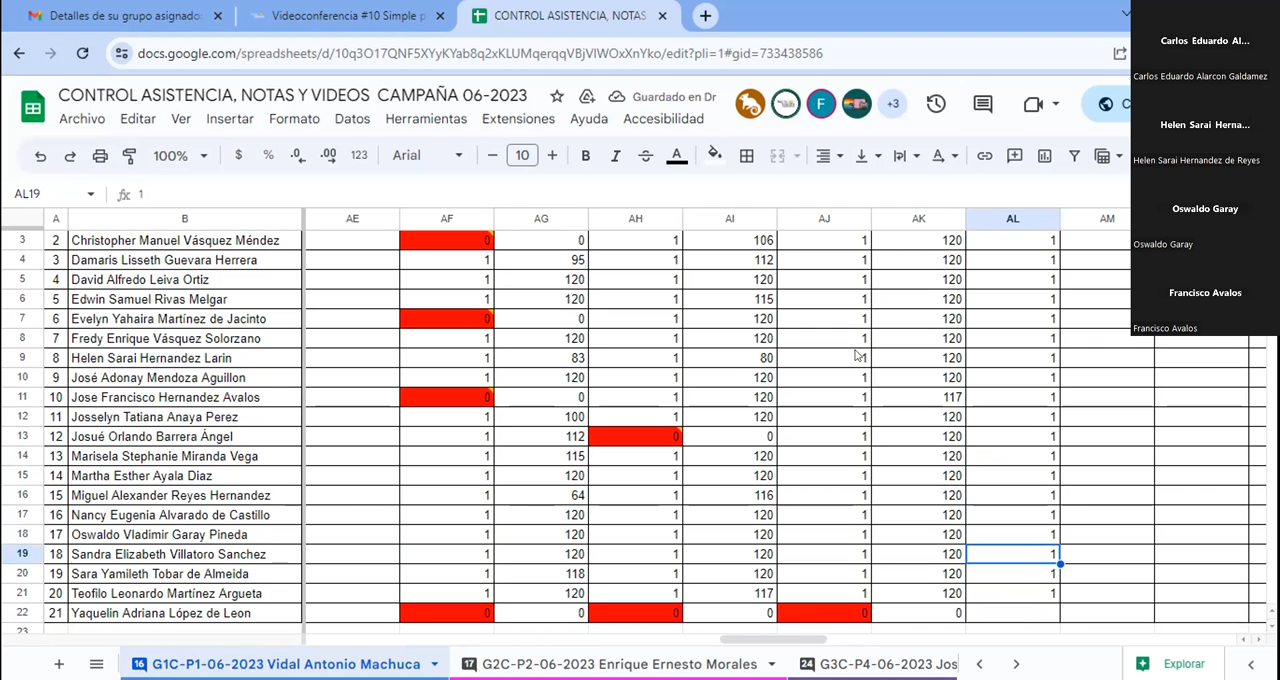 Detalles de su grupo asignado
Videoconferencia #10 Simple p
CONTROL ASISTENCIA, NOTAS
docs.google.com/spreadsheets/d/10q3O17QNF5XYyKYab8q2xKLUMqerqqVBjVIWOxXnYko/edit?pli=1#gid=733438586
CONTROL ASISTENCIA, NOTAS Y VIDEOS CAMPAÑA 06-2023
Guardado en Dr
+3
Archivo Editar Ver Insertar Formato Datos Herramientas Extensiones Ayuda Accesibilidad
100% $ % .0 .00 123 Arial 10 B I A
AL19 fx 1
A B AE AF AG AH AI AJ AK AL AM
3 2 Christopher Manuel Vásquez Méndez 0 0 1 106 1 120 1
4 3 Damaris Lisseth Guevara Herrera 1 95 1 112 1 120 1
5 4 David Alfredo Leiva Ortiz 1 120 1 120 1 120 1
6 5 Edwin Samuel Rivas Melgar 1 120 1 115 1 120 1
7 6 Evelyn Yahaira Martínez de Jacinto 0 0 1 120 1 120 1
8 7 Fredy Enrique Vásquez Solorzano 1 120 1 120 1 120 1
9 8 Helen Sarai Hernandez Larin 1 83 1 80 1 120 1
10 9 José Adonay Mendoza Aguillon 1 120 1 120 1 120 1
11 10 Jose Francisco Hernandez Avalos 0 0 1 120 1 117 1
12 11 Josselyn Tatiana Anaya Perez 1 100 1 120 1 120 1
13 12 Josué Orlando Barrera Ángel 1 112 0 0 1 120 1
14 13 Marisela Stephanie Miranda Vega 1 115 1 120 1 120 1
15 14 Martha Esther Ayala Diaz 1 120 1 120 1 120 1
16 15 Miguel Alexander Reyes Hernandez 1 64 1 116 1 120 1
17 16 Nancy Eugenia Alvarado de Castillo 1 120 1 120 1 120 1
18 17 Oswaldo Vladimir Garay Pineda 1 120 1 120 1 120 1
19 18 Sandra Elizabeth Villatoro Sanchez 1 120 1 120 1 120 1
20 19 Sara Yamileth Tobar de Almeida 1 118 1 120 1 120 1
21 20 Teofilo Leonardo Martínez Argueta 1 120 1 117 1 120 1
22 21 Yaquelin Adriana López de Leon 0 0 0 0 0 0
23
16 G1C-P1-06-2023 Vidal Antonio Machuca 17 G2C-P2-06-2023 Enrique Ernesto Morales 24 G3C-P4-06-2023 Jos Explorar
Carlos Eduardo Al...
Carlos Eduardo Alarcon Galdamez
Helen Sarai Herna...
Helen Sarai Hernandez de Reyes
Oswaldo Garay
Oswaldo Garay
Francisco Avalos
Francisco Avalos